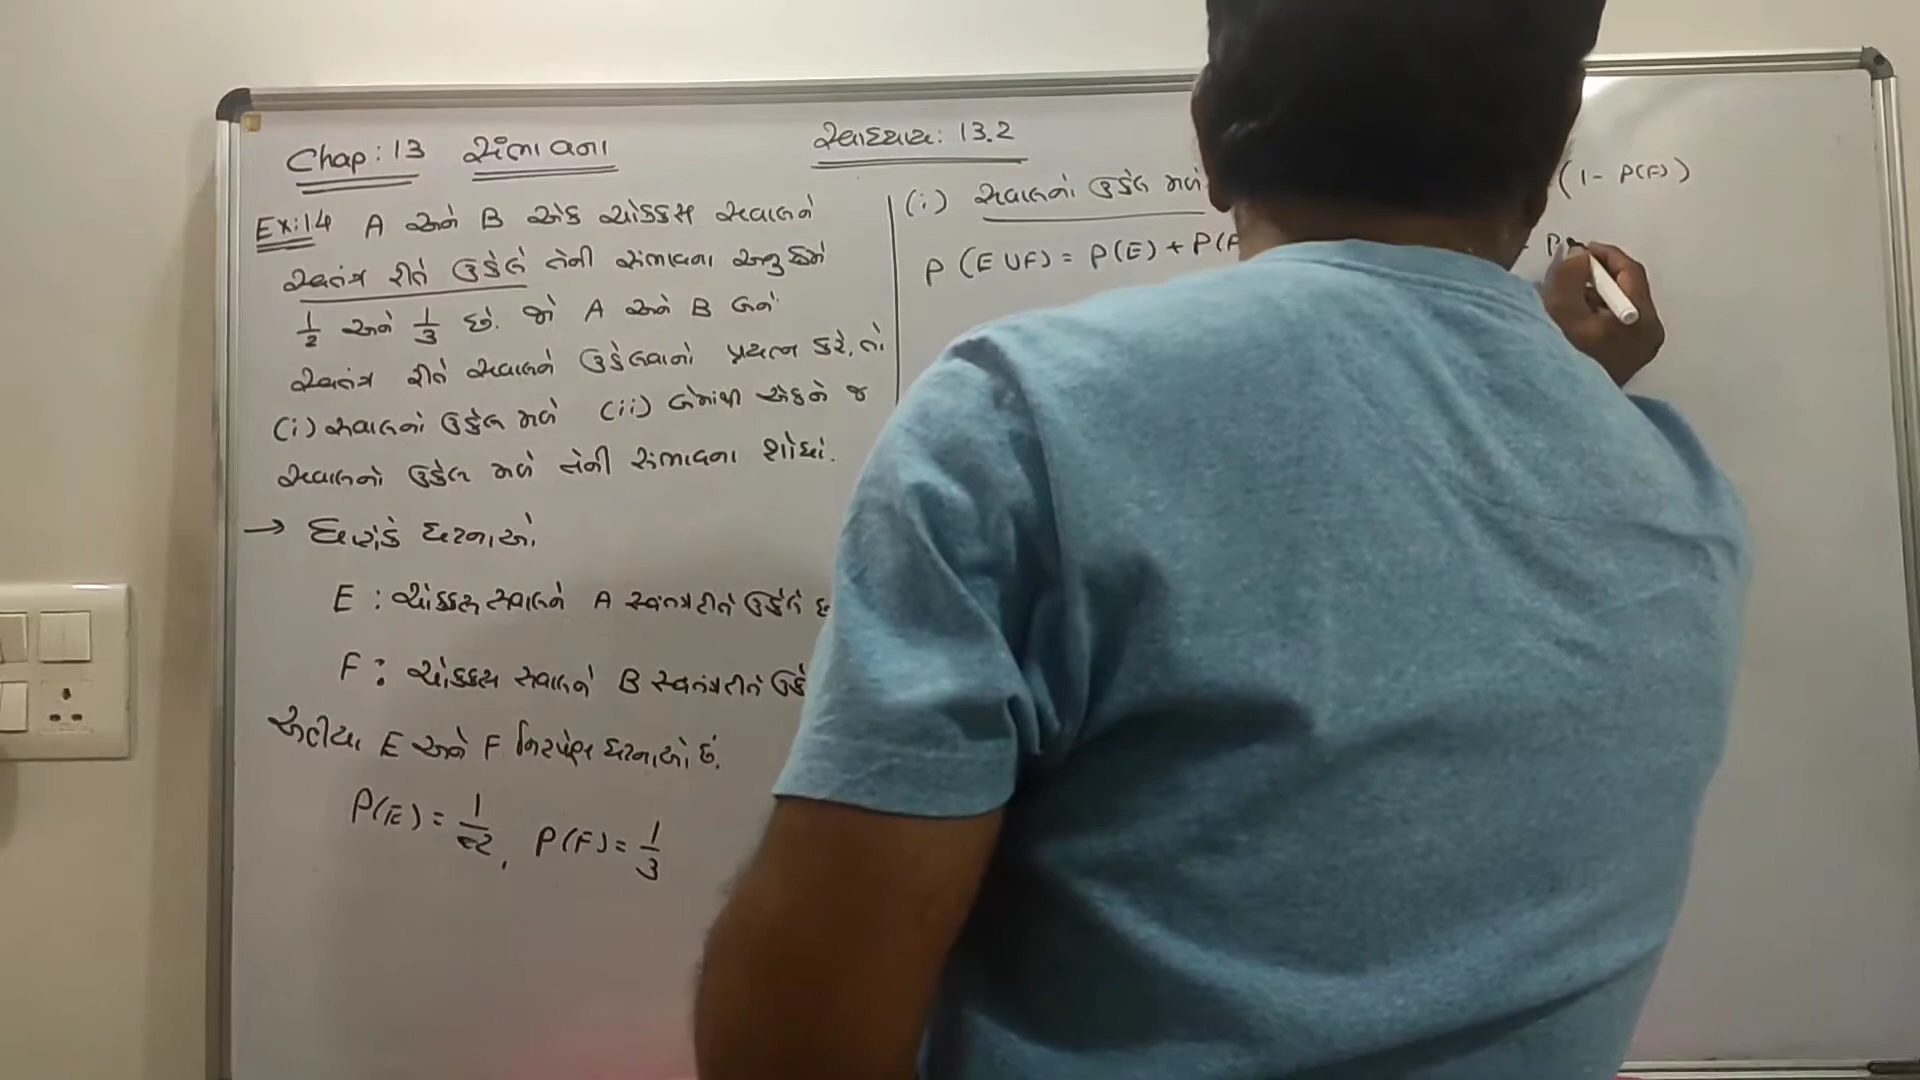 Chap: 13 સંભાવના
સ્વાધ્યાય: 13.2
Ex: 14 A અને B એક ચોક્કસ સવાલને
સ્વતંત્ર રીતે ઉકેલે તેની સંભાવના અનુક્રમે
1/2 અને 1/3 છે. જો A અને B બંને
સ્વતંત્ર રીતે સવાલને ઉકેલવાનો પ્રયત્ન કરે, તો
(i) સવાલનો ઉકેલ મળે (ii) બેમાંથી એકને જ
સવાલનો ઉકેલ મળે તેની સંભાવના શોધો.
→ ધારોકે ઘટનાઓ
E : ચોક્કસ સવાલને A સ્વતંત્ર રીતે ઉકેલે છે
F : ચોક્કસ સવાલને B સ્વતંત્ર રીતે ઉકે
અહીંયા E અને F નિરપેક્ષ ઘટનાઓ છે.
P(E) = 1/2, P(F) = 1/3
(i) સવાલનો ઉકેલ મળે
(1 - P(F))
P (E ∪ F) = P(E) + P(F